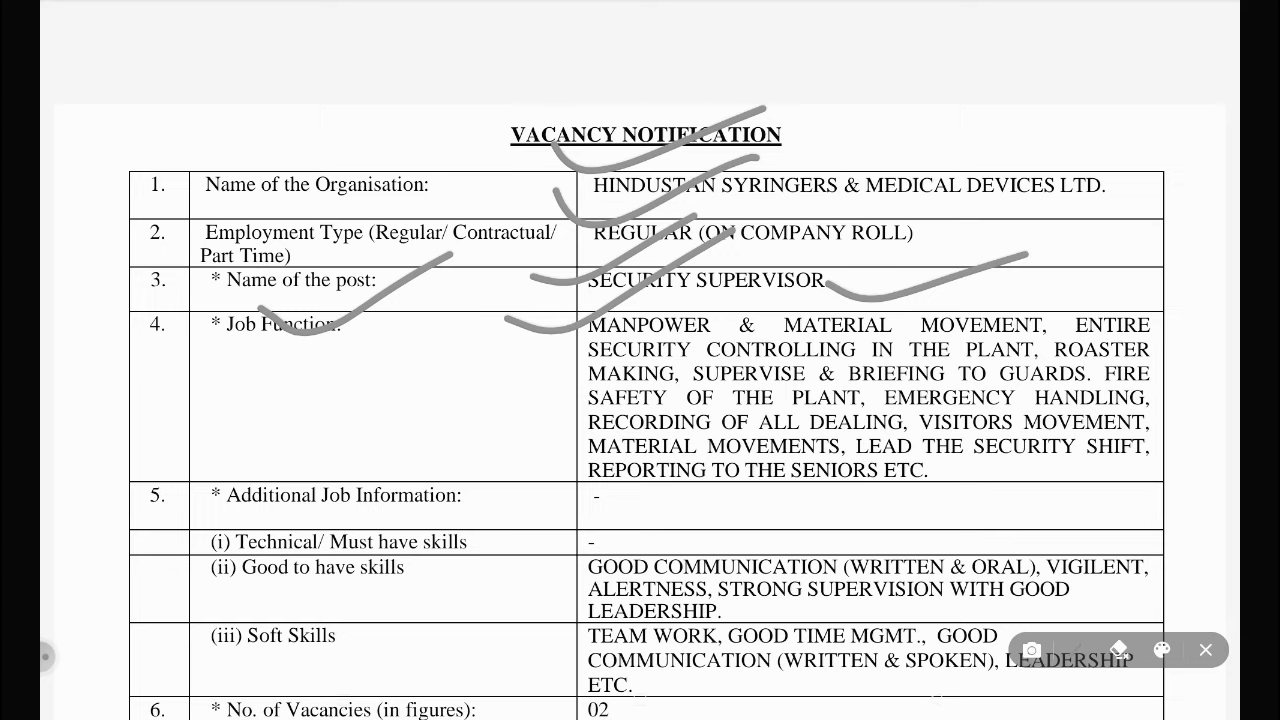 VACANCY NOTIFICATION
1. Name of the Organisation: HINDUSTAN SYRINGERS & MEDICAL DEVICES LTD.
2. Employment Type (Regular/ Contractual/ Part Time) REGULAR (ON COMPANY ROLL)
3. * Name of the post: SECURITY SUPERVISOR
4. * Job Function: MANPOWER & MATERIAL MOVEMENT, ENTIRE
SECURITY CONTROLLING IN THE PLANT, ROASTER
MAKING, SUPERVISE & BRIEFING TO GUARDS. FIRE
SAFETY OF THE PLANT, EMERGENCY HANDLING,
RECORDING OF ALL DEALING, VISITORS MOVEMENT,
MATERIAL MOVEMENTS, LEAD THE SECURITY SHIFT,
REPORTING TO THE SENIORS ETC.
5. * Additional Job Information: -
(i) Technical/ Must have skills -
(ii) Good to have skills GOOD COMMUNICATION (WRITTEN & ORAL), VIGILENT,
ALERTNESS, STRONG SUPERVISION WITH GOOD
LEADERSHIP.
(iii) Soft Skills TEAM WORK, GOOD TIME MGMT., GOOD
COMMUNICATION (WRITTEN & SPOKEN), LEADERSHIP
ETC.
6. * No. of Vacancies (in figures): 02